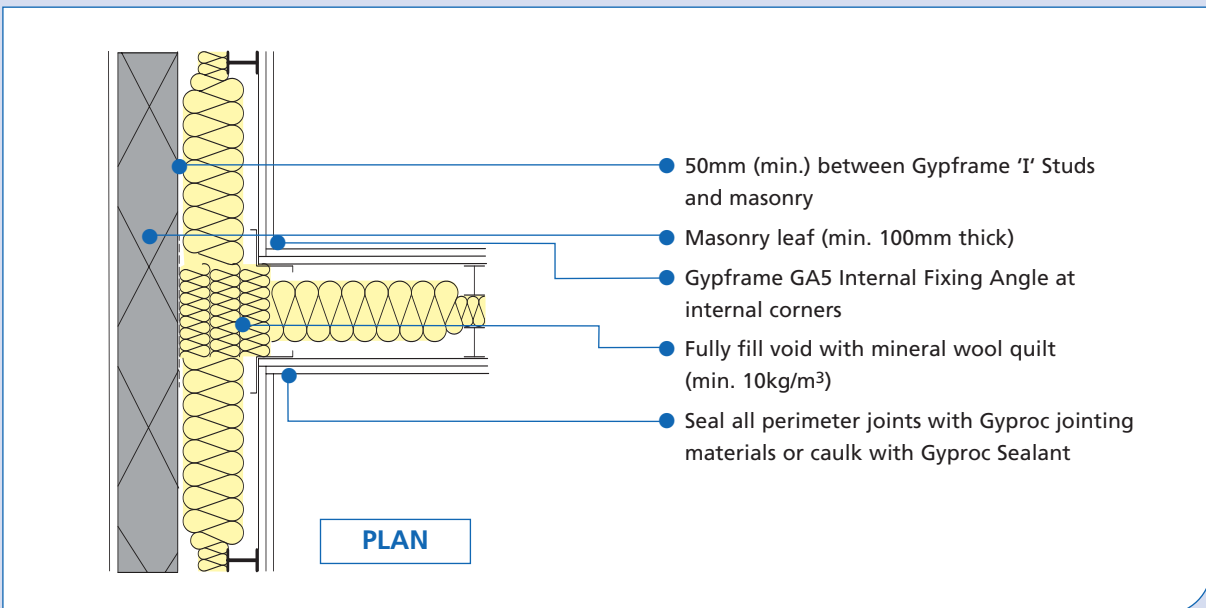 50mm (min.) between Gypframe ‘I’ Studs
and masonry
Masonry leaf (min. 100mm thick)
Gypframe GA5 Internal Fixing Angle at
internal corners
Fully fill void with mineral wool quilt
(min. 10kg/m³)
Seal all perimeter joints with Gyproc jointing
materials or caulk with Gyproc Sealant
PLAN